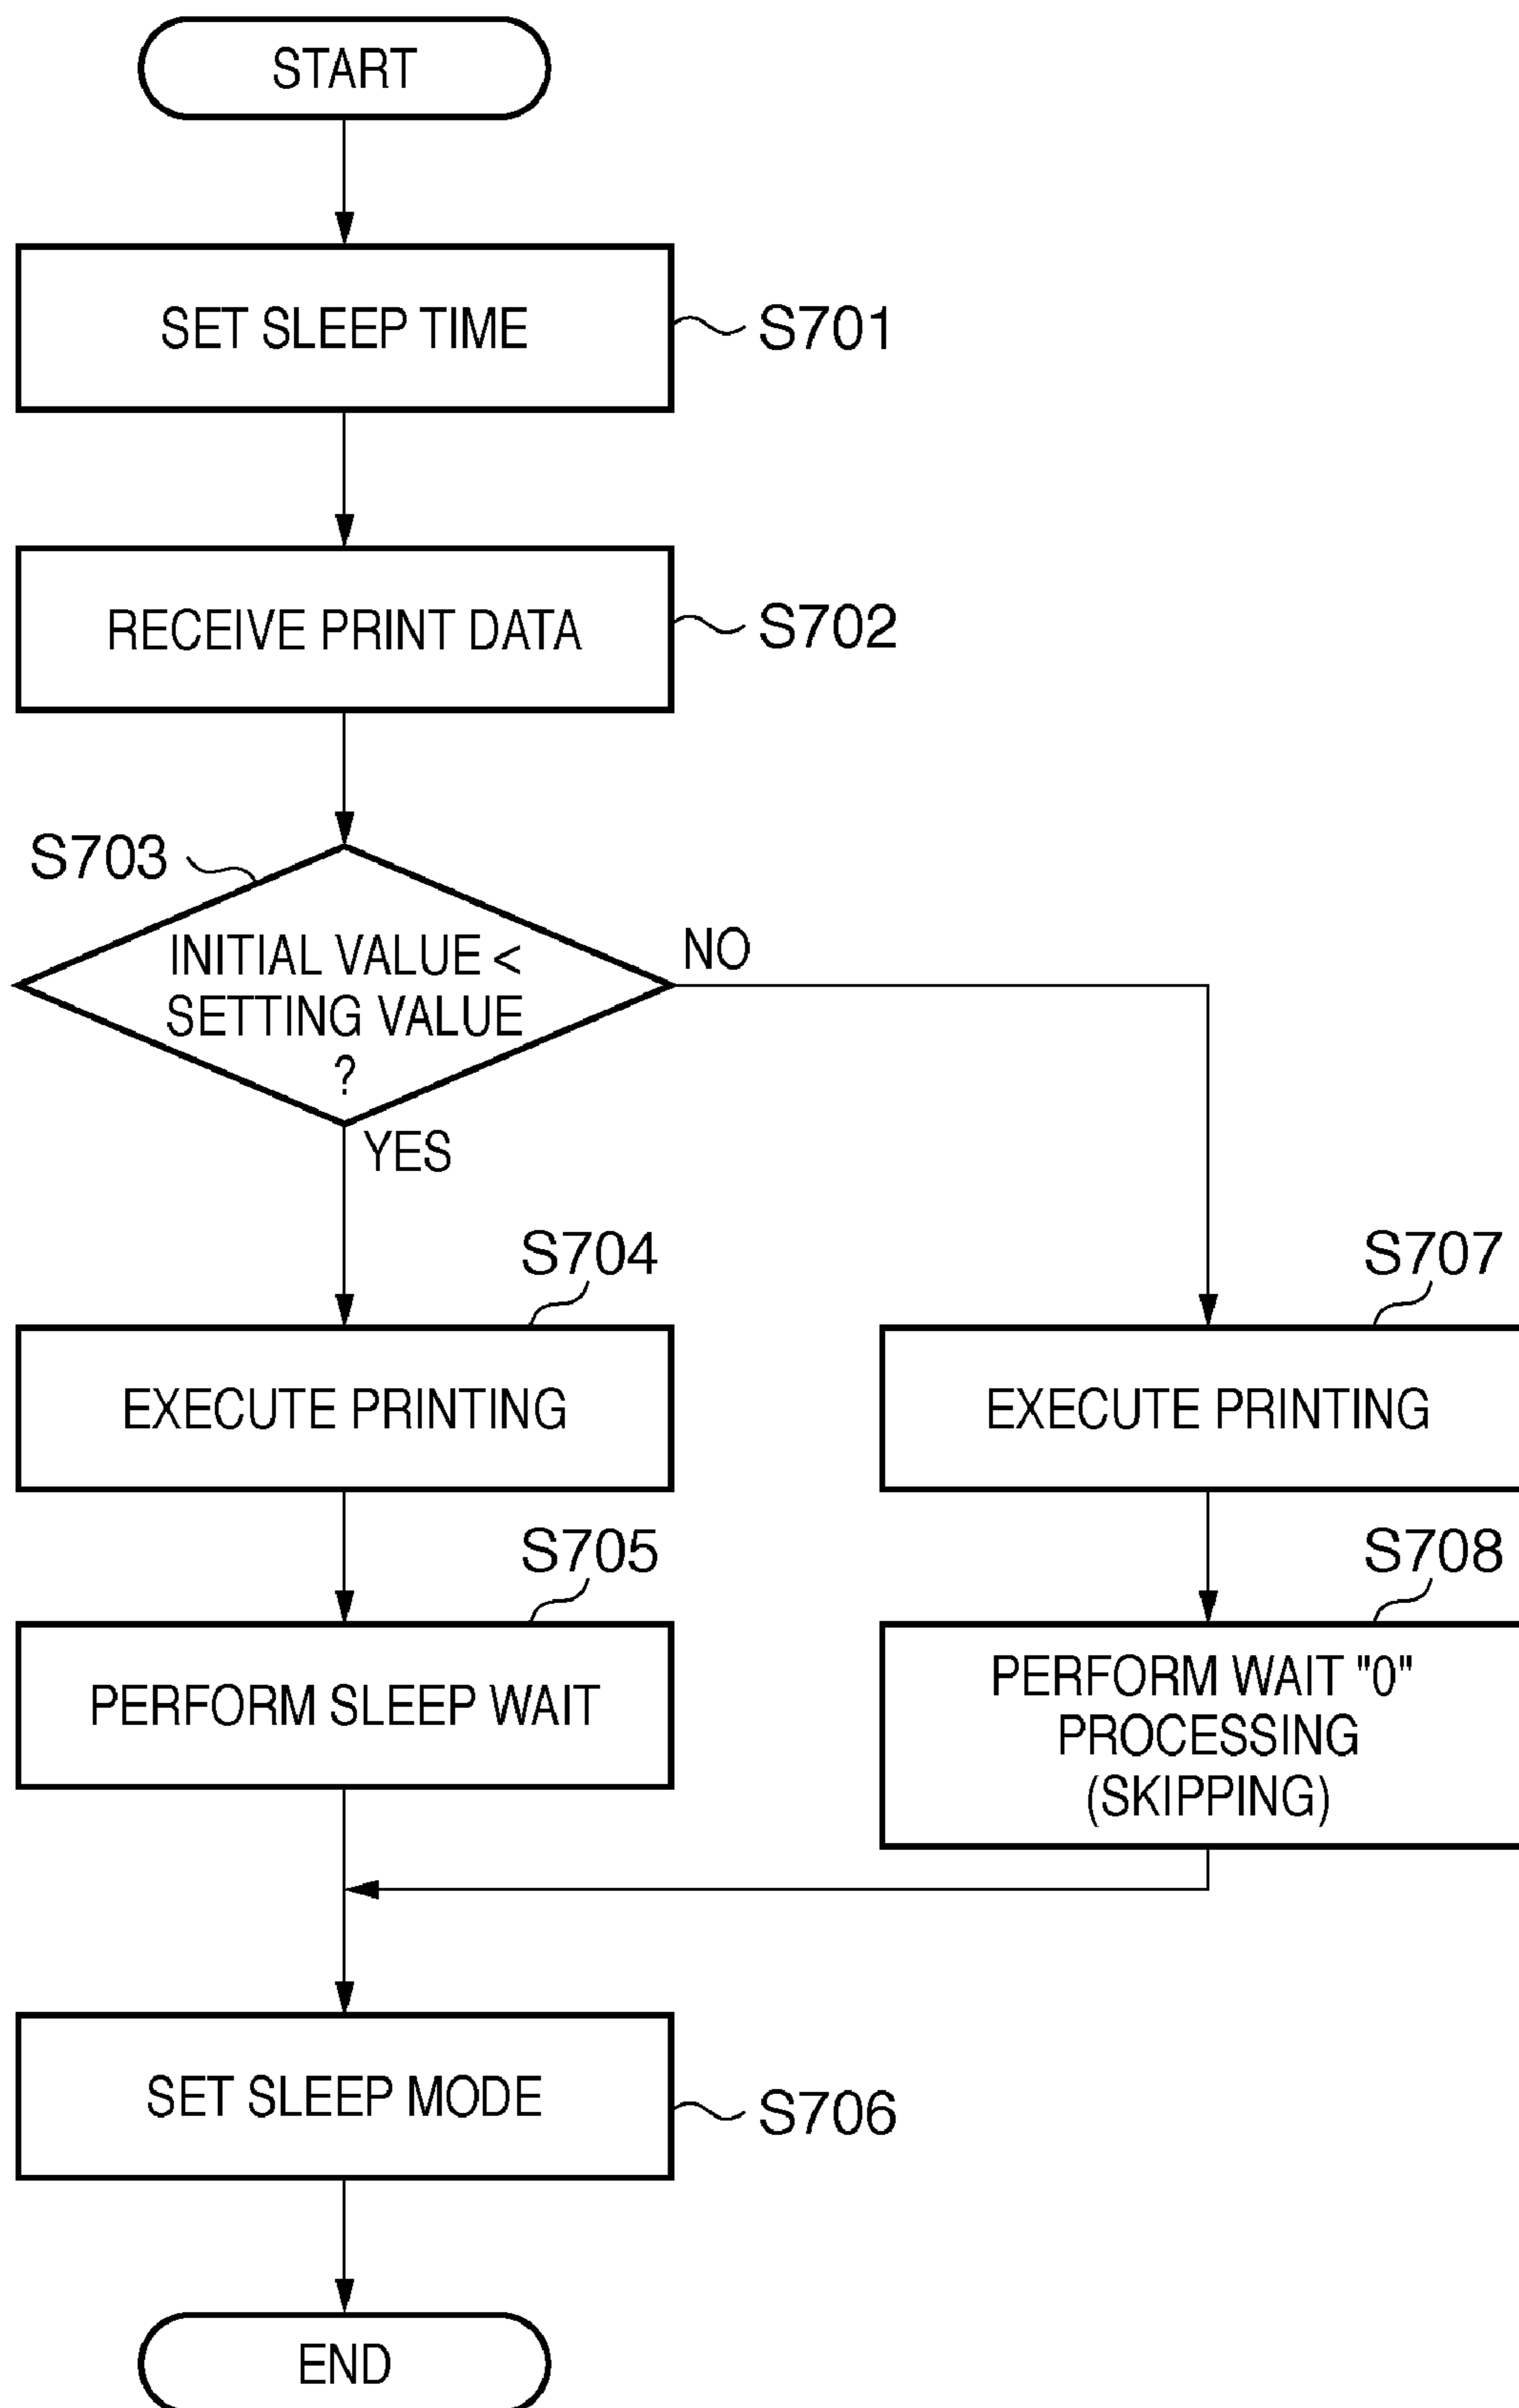 START
SET SLEEP TIME
S701
RECEIVE PRINT DATA
S702
S703
INITIAL VALUE <
SETTING VALUE
?
NO
YES
S704
EXECUTE PRINTING
S707
EXECUTE PRINTING
S705
PERFORM SLEEP WAIT
S708
PERFORM WAIT "0"
PROCESSING
(SKIPPING)
SET SLEEP MODE
S706
END